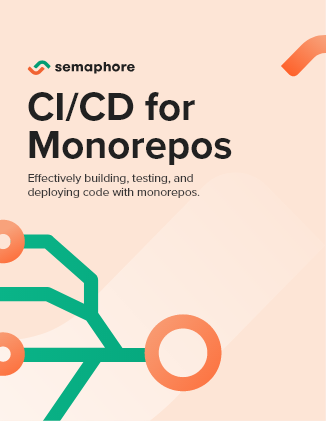 semaphore
CI/CD for
Monorepos
Effectively building, testing, and
deploying code with monorepos.